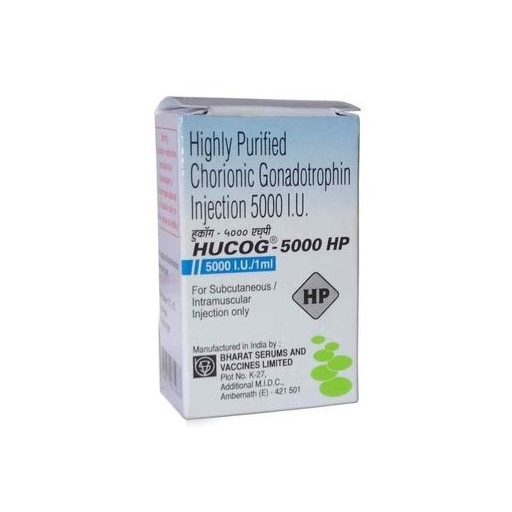 Highly Purified
Chorionic Gonadotrophin
Injection 5000 I.U.
हुकॉग - ५००० एच्पी
HUCOG® - 5000 HP
5000 I.U./1ml
For Subcutaneous /
Intramuscular
Injection only
HP
Manufactured in India by :
BHARAT SERUMS AND
VACCINES LIMITED
Plot No. K-27,
Additional M.I.D.C.,
Ambernath (E) - 421 501